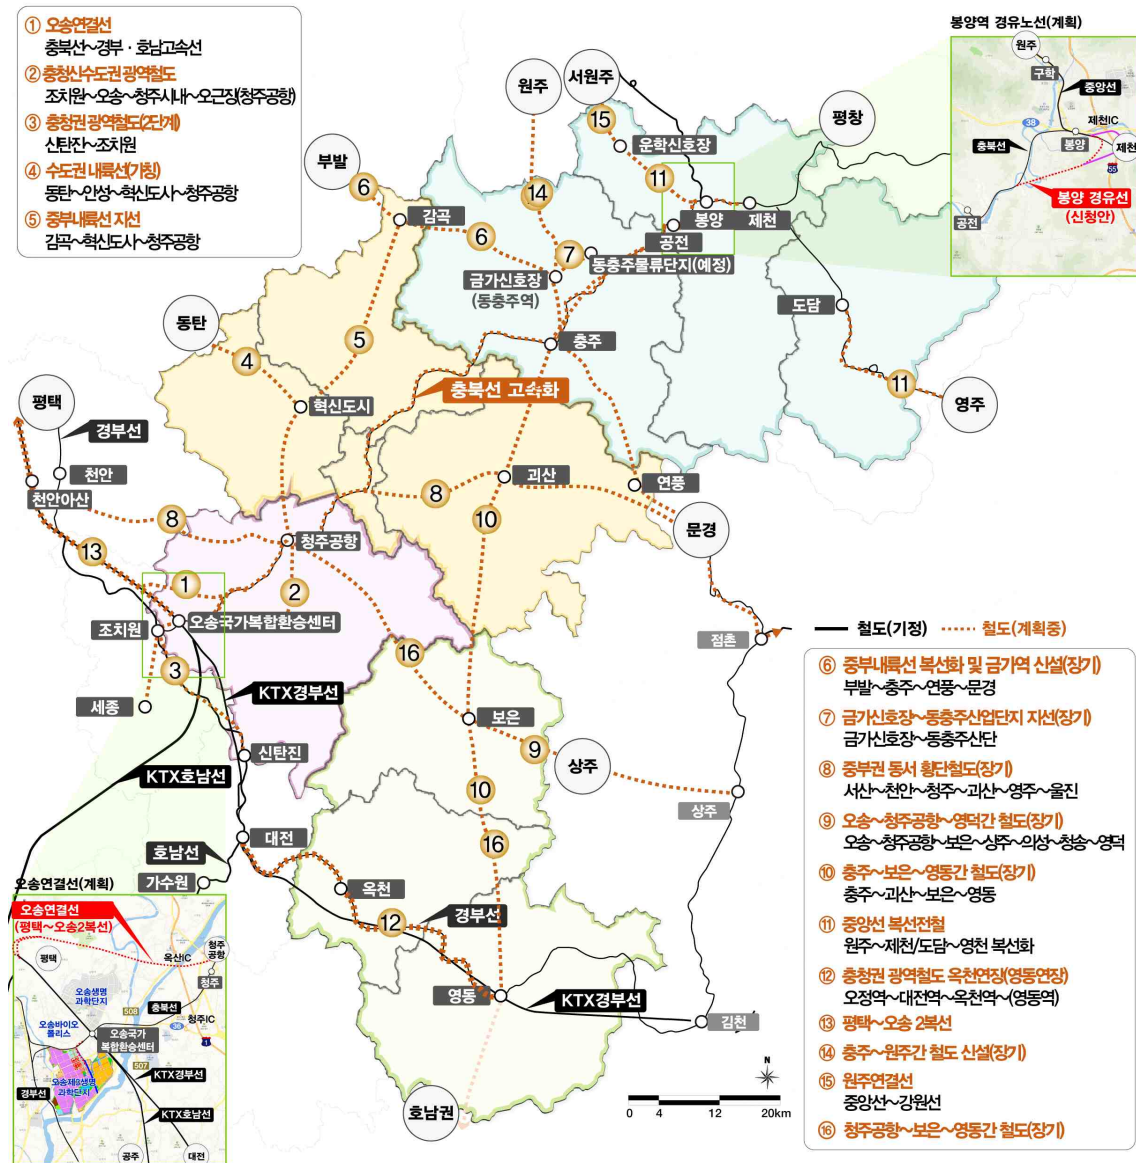 ① 오송연결선
충북선~경부 · 호남고속선
② 충청신수도권 광역철도
조치원~오송~청주시내~오근장(청주공항)
③ 충청권 광역철도(2단계)
신탄진~조치원
④ 수도권 내륙선(가칭)
동탄~안성~혁신도시~청주공항
⑤ 중부내륙선 지선
감곡~혁신도시~청주공항
봉양역 경유노선(계획)
원주
구학
중앙선
38
제천IC
충북선
봉양
제천
55
봉양 경유선
(신청안)
공전
원주
서원주
평창
15
운학신호장
부발
6
14
11
감곡
봉양
제천
6
공전
7
동충주물류단지(예정)
금가신호장
(동충주역)
도담
동탄
5
충주
4
11
평택
충북선 고속화
영주
혁신도시
경부선
천안
괴산
연풍
천안아산
8
10
8
문경
13
청주공항
1
2
오송국가복합환승센터
조치원
점촌
3
16
세종
KTX경부선
보은
신탄진
9
상주
KTX호남선
10
상주
대전
16
호남선
가수원
옥천
경부선
12
영동
KTX경부선
김천
호남권
N
0 4 12 20km
철도(기정)
철도(계획중)
⑥ 중부내륙선 복선화 및 금가역 신설(장기)
부발~충주~연풍~문경
⑦ 금가신호장~동충주산업단지 지선(장기)
금가신호장~동충주산단
⑧ 중부권 동서 횡단철도(장기)
서산~천안~청주~괴산~영주~울진
⑨ 오송~청주공항~영덕간 철도(장기)
오송~청주공항~보은~상주~의성~청송~영덕
⑩ 충주~보은~영동간 철도(장기)
충주~괴산~보은~영동
⑪ 중앙선 복선전철
원주~제천/도담~영천 복선화
⑫ 충청권 광역철도 옥천연장(영동연장)
오정역~대전역~옥천역~(영동역)
⑬ 평택~오송 2복선
⑭ 충주~원주간 철도 신설(장기)
⑮ 원주연결선
중앙선~강원선
⑯ 청주공항~보은~영동간 철도(장기)
오송연결선(계획)
오송연결선
(평택~오송2복선)
평택
옥산IC
청주
공항
청주
오송생명
과학단지
508
충북선
36
청주IC
오송바이오
폴리스
1
오송국가
복합환승센터
507
오송제3생명
과학단지
KTX경부선
경부선
KTX호남선
공주
대전